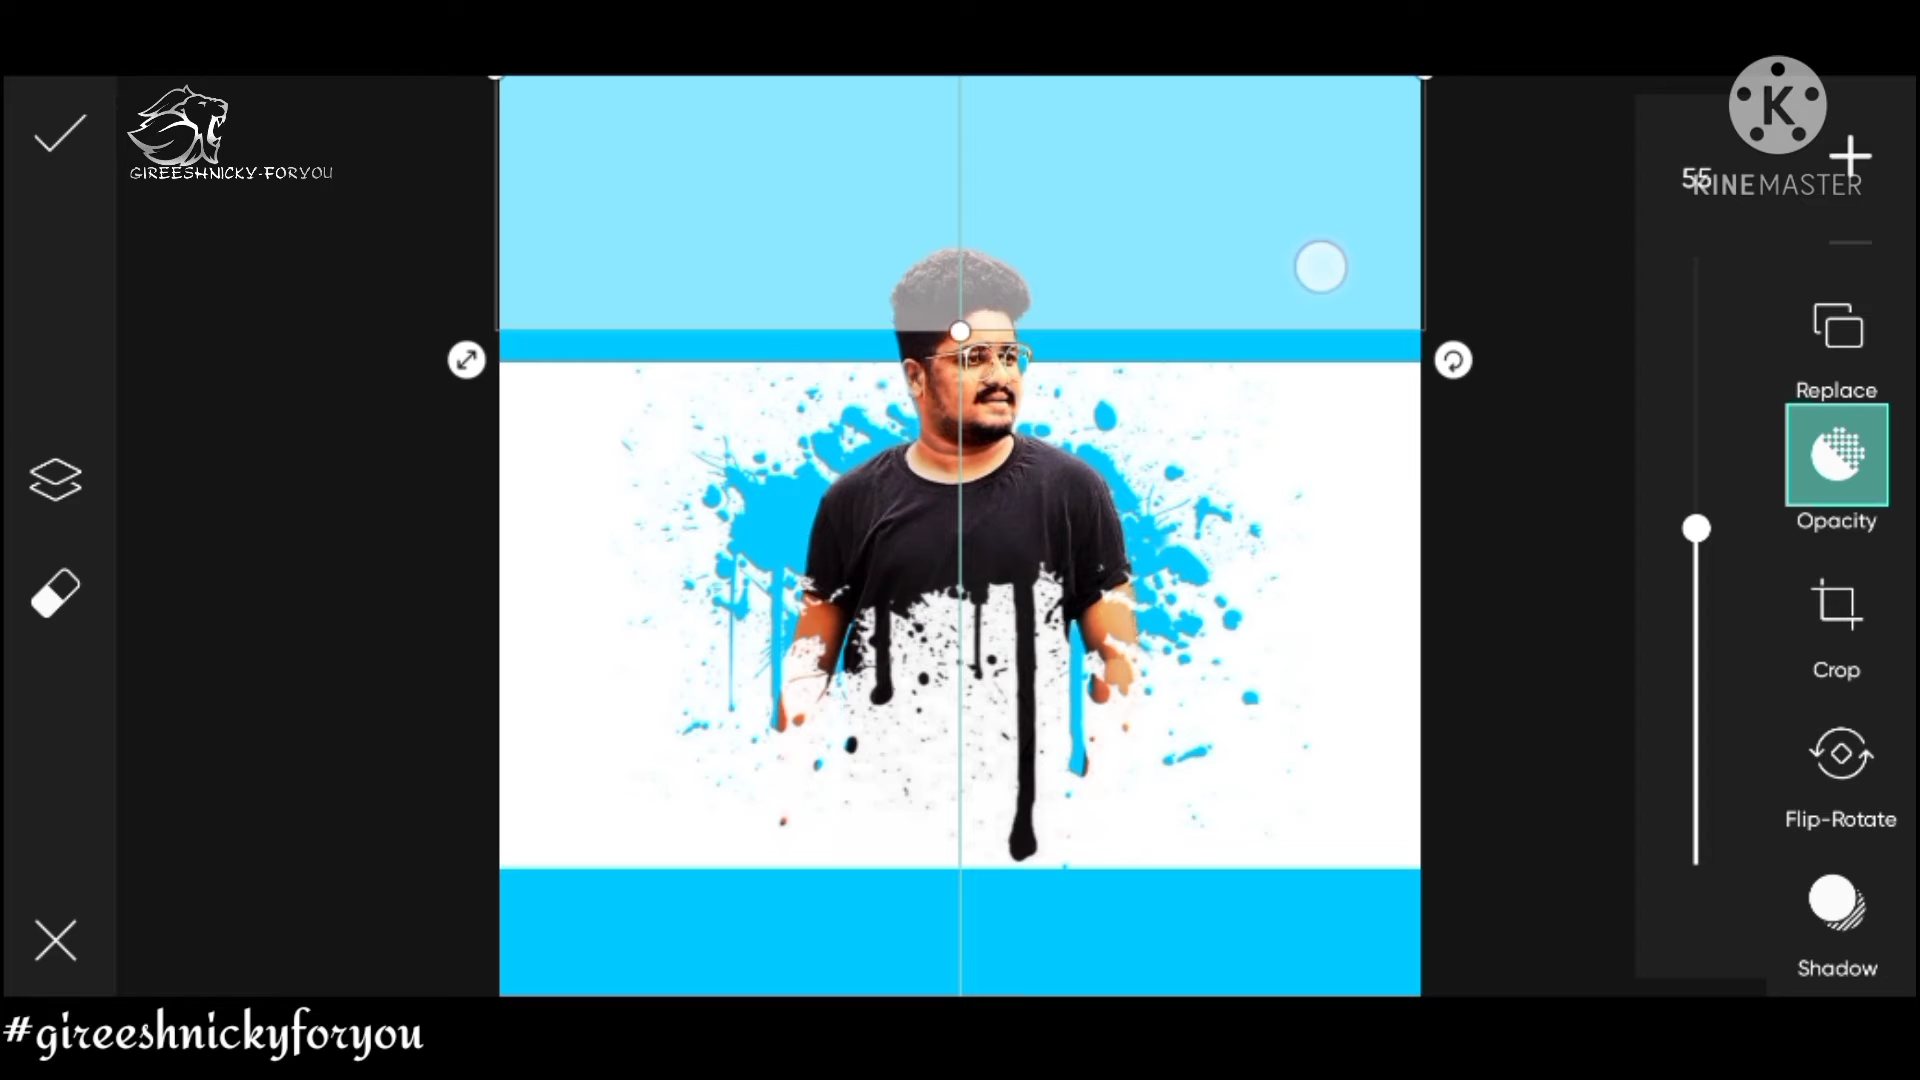 GIREESHNICKY-FORYOU
K
55
KINEMASTER
Replace
Opacity
Crop
Flip-Rotate
Shadow
#gireeshnickyforyou